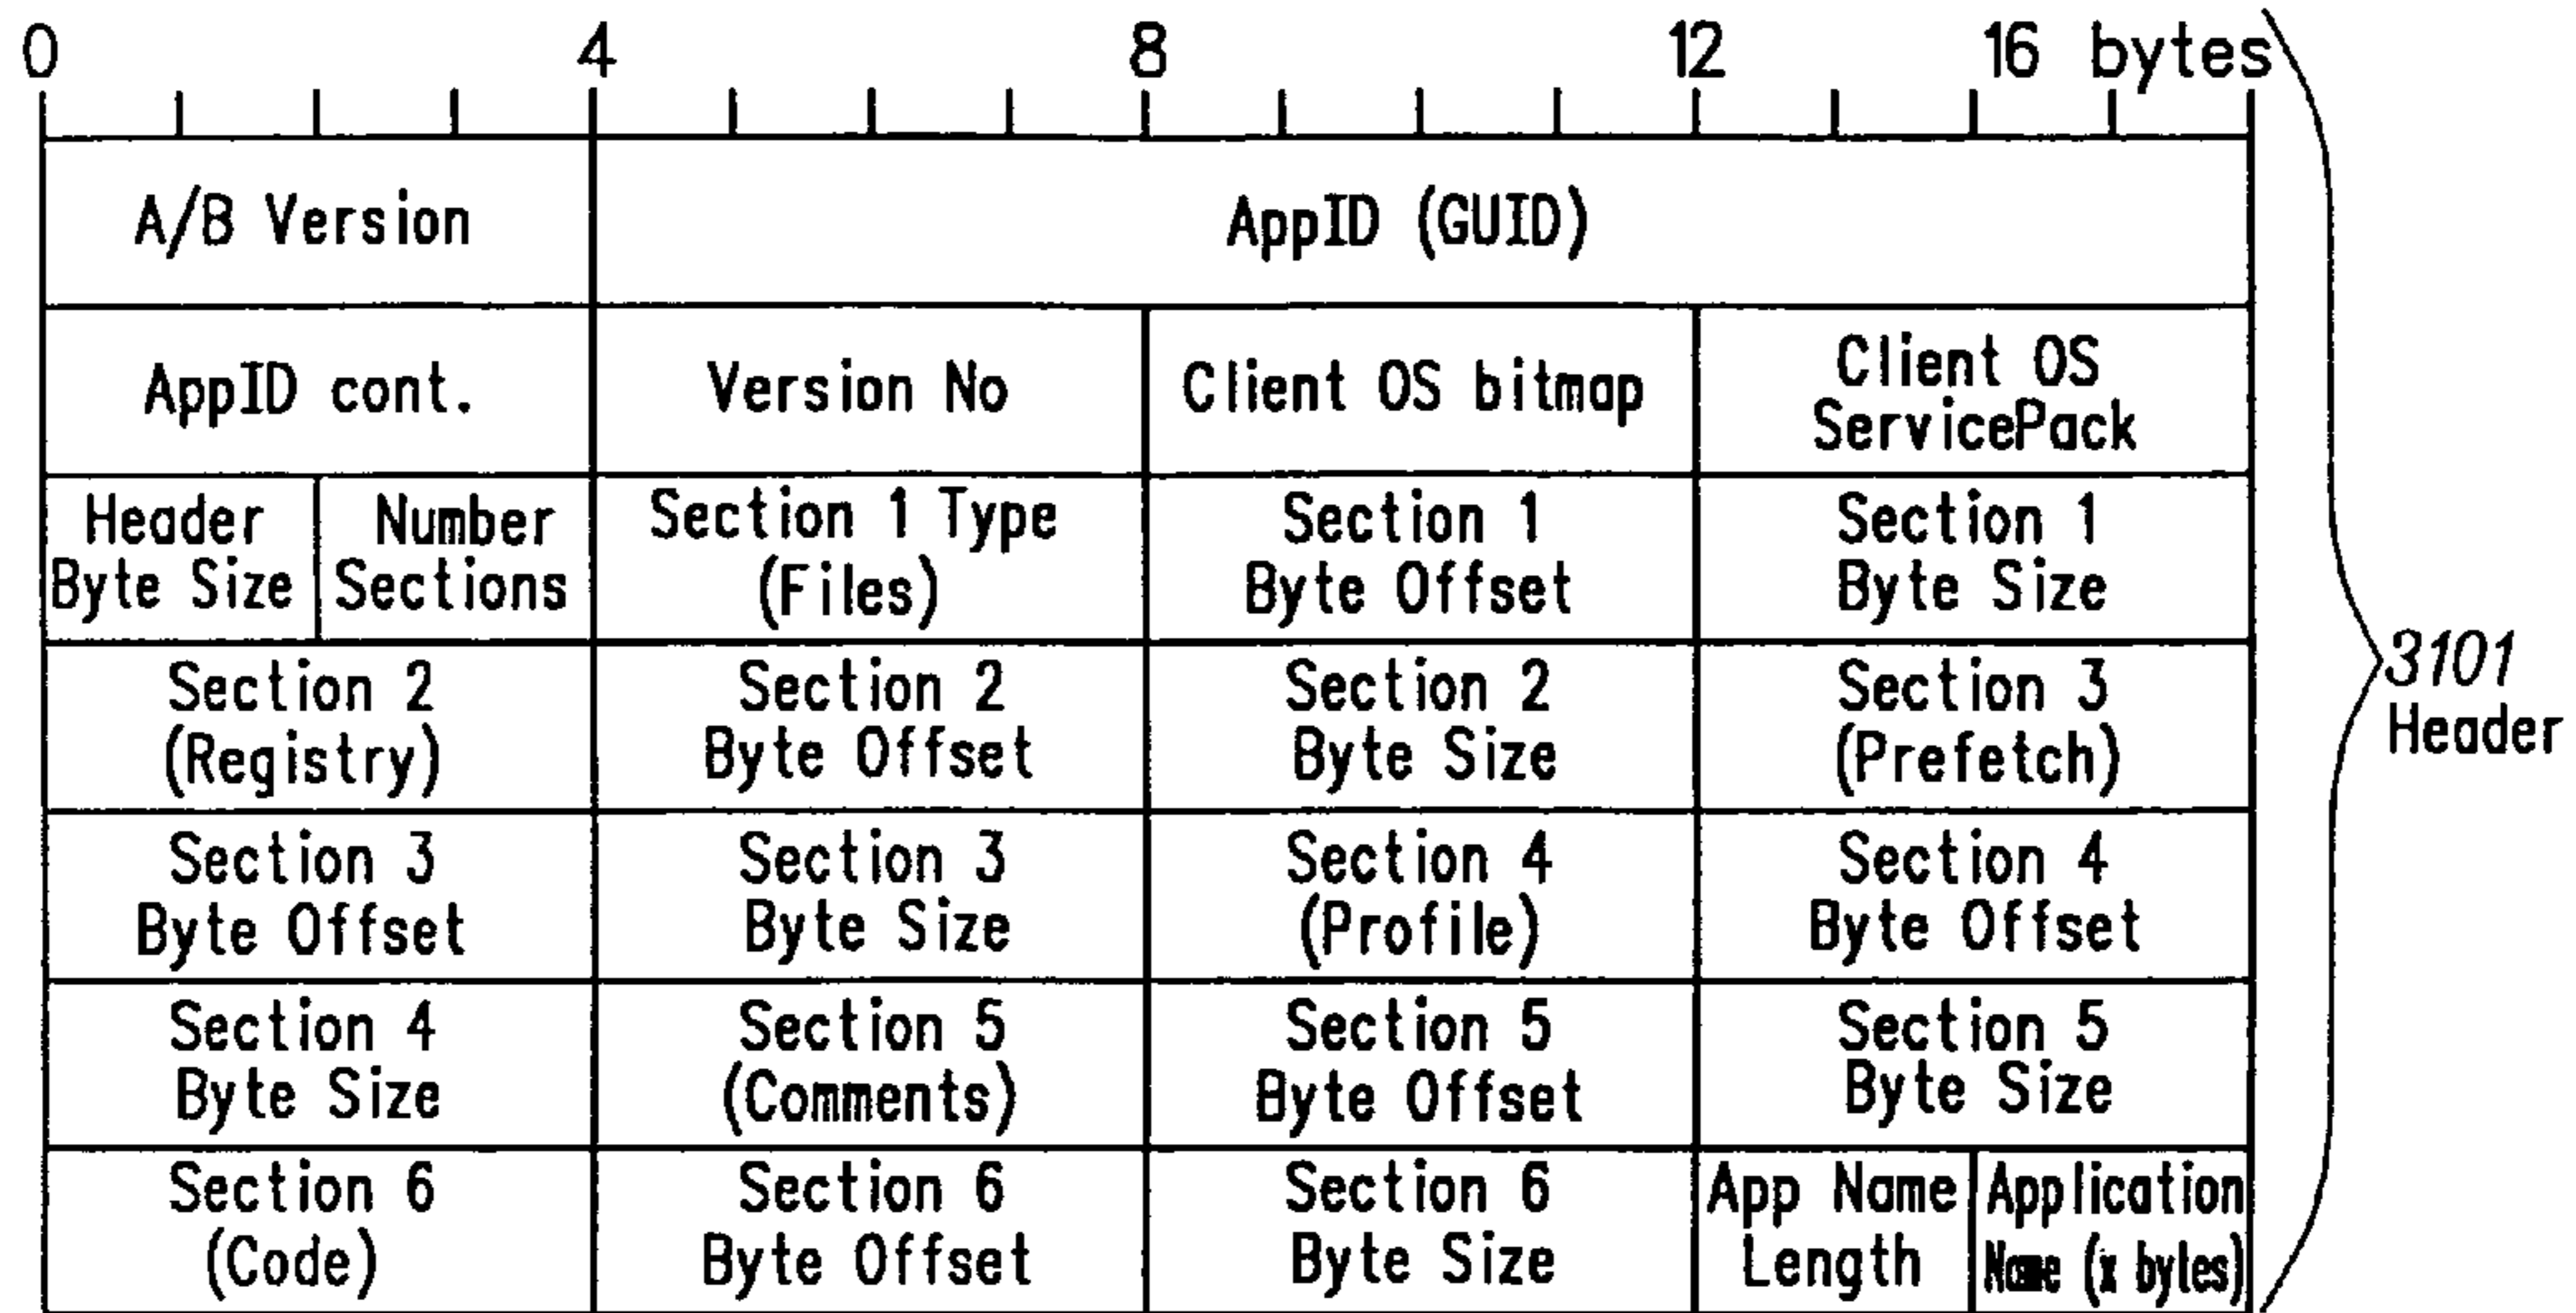 0 4 8 12 16 bytes
A/B Version
AppID (GUID)
AppID cont.
Version No
Client OS bitmap
Client OS
ServicePack
Header
Byte Size
Number
Sections
Section 1 Type
(Files)
Section 1
Byte Offset
Section 1
Byte Size
Section 2
(Registry)
Section 2
Byte Offset
Section 2
Byte Size
Section 3
(Prefetch)
Section 3
Byte Offset
Section 3
Byte Size
Section 4
(Profile)
Section 4
Byte Offset
Section 4
Byte Size
Section 5
(Comments)
Section 5
Byte Offset
Section 5
Byte Size
Section 6
(Code)
Section 6
Byte Offset
Section 6
Byte Size
App Name
Length
Application
Name (x bytes)
3101
Header